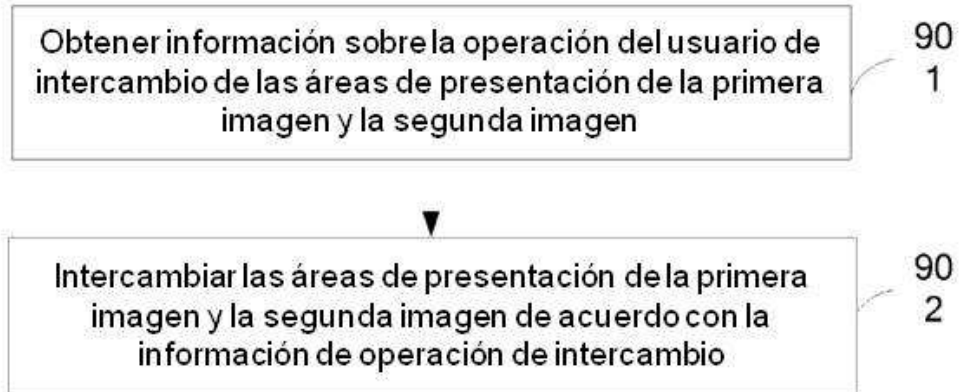 Obtener información sobre la operación del usuario de
intercambio de las áreas de presentación de la primera
imagen y la segunda imagen
90
1
Intercambiar las áreas de presentación de la primera
imagen y la segunda imagen de acuerdo con la
información de operación de intercambio
90
2